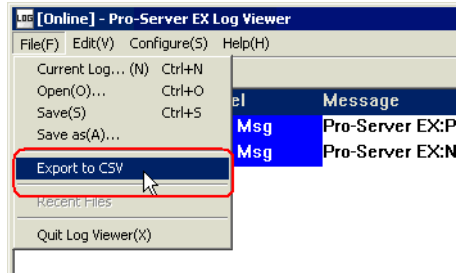 LOG [Online] - Pro-Server EX Log Viewer
File(F) Edit(V) Configure(S) Help(H)
Current Log... (N) Ctrl+N
Open(O)... Ctrl+O
Save(S) Ctrl+S
Save as(A)...
Export to CSV
Recent Files
Quit Log Viewer(X)
el Message
Msg Pro-Server EX:P
Msg Pro-Server EX:N